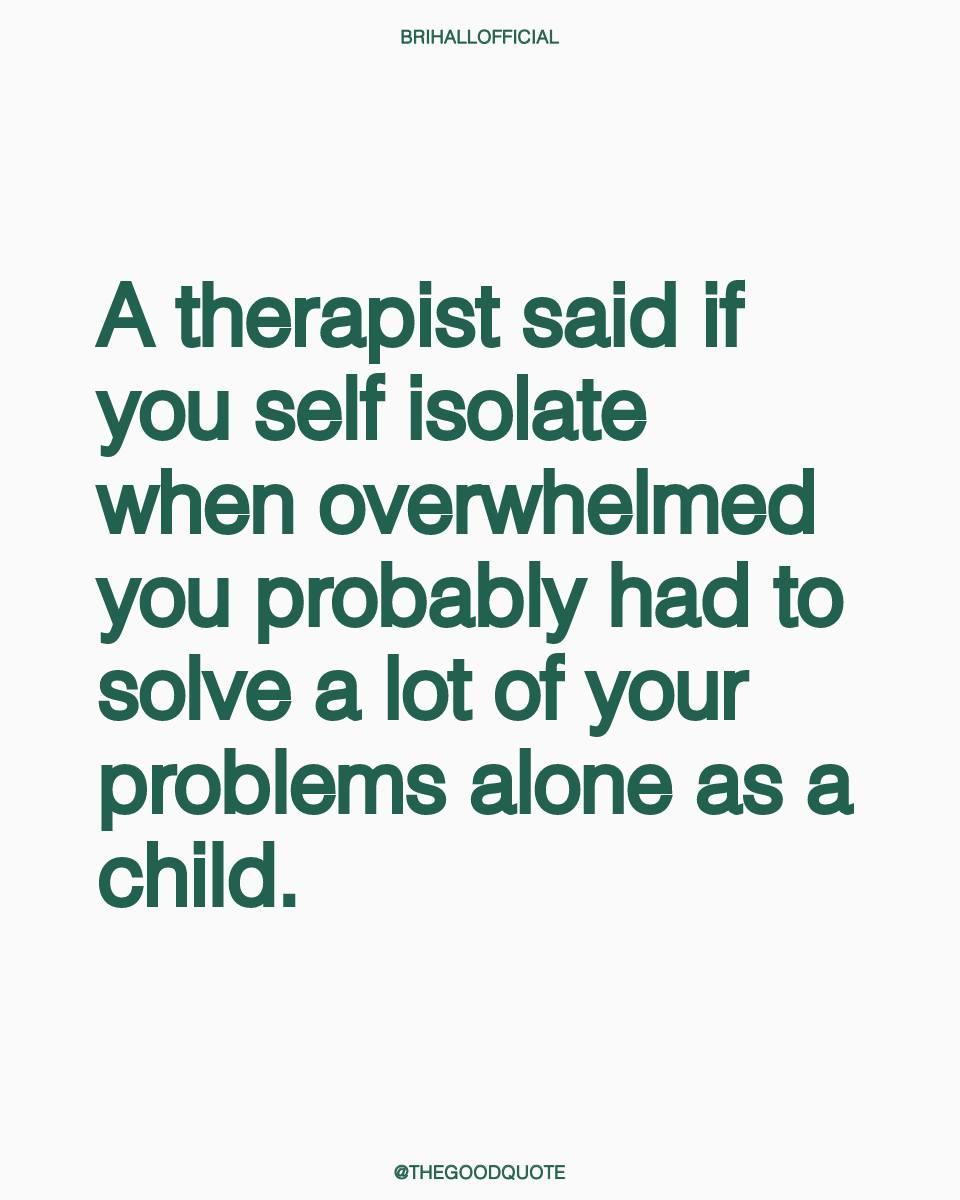 BRIHALLOFFICIAL
A therapist said if
you self isolate
when overwhelmed
you probably had to
solve a lot of your
problems alone as a
child.
@THEGOODQUOTE